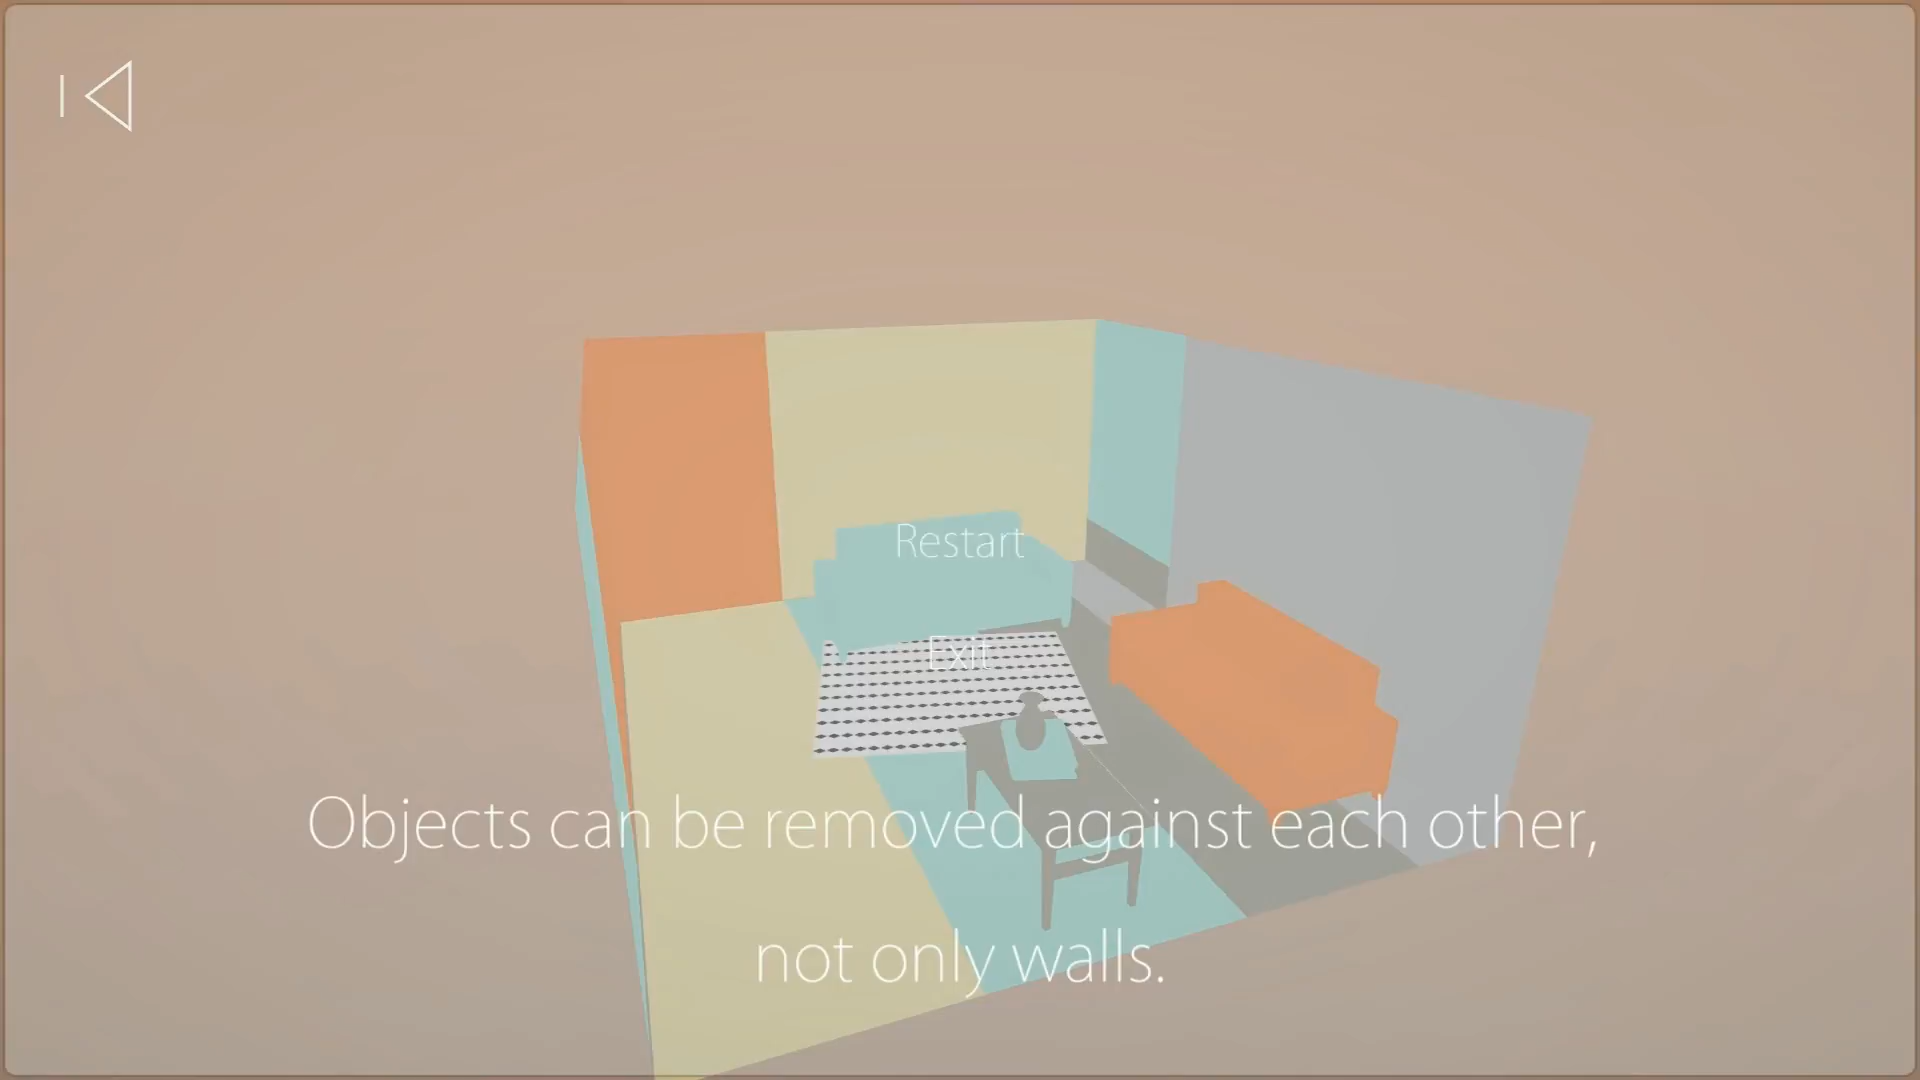 Restart
Exit
Objects can be removed against each other,
not only walls.